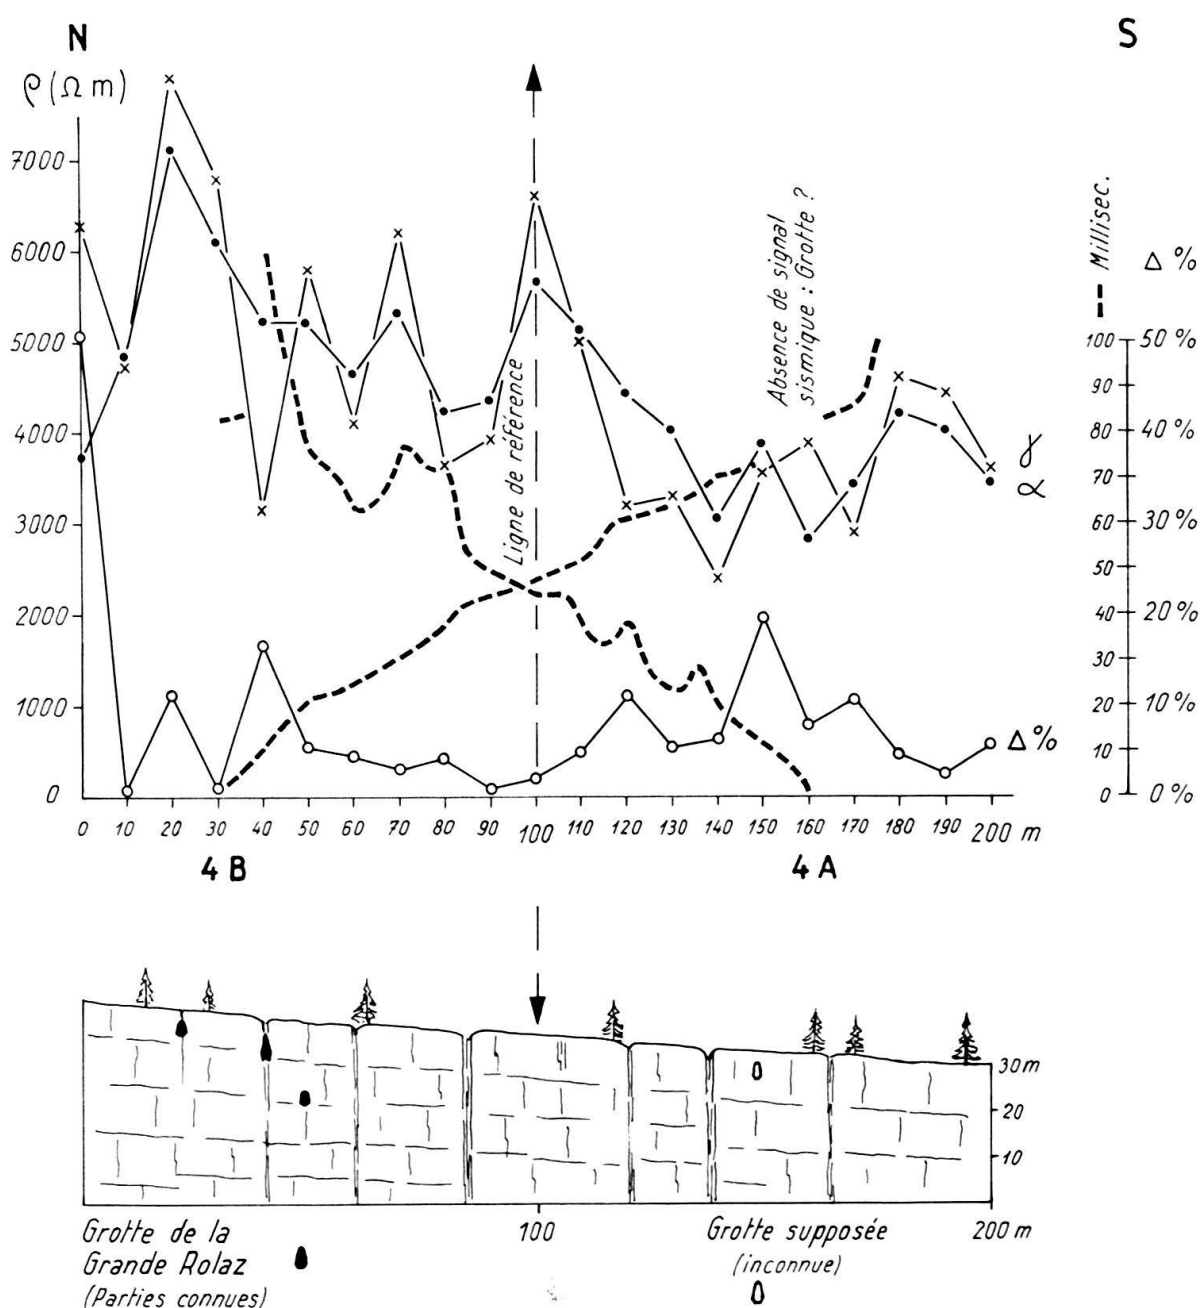 N
S
ϱ (Ω m)
7000
6000
5000
4000
3000
2000
1000
0
Ligne de référence
Absence de signal
sismique : Grotte ?
Millisec.
Δ %
100
90
80
70
60
50
40
30
20
10
0
50 %
40 %
30 %
20 %
10 %
0 %
γ
α
Δ %
0 10 20 30 40 50 60 70 80 90 100 110 120 130 140 150 160 170 180 190 200 m
4 B
4 A
30 m
20
10
100
200 m
Grotte de la
Grande Rolaz
(Parties connues)
Grotte supposée
(inconnue)